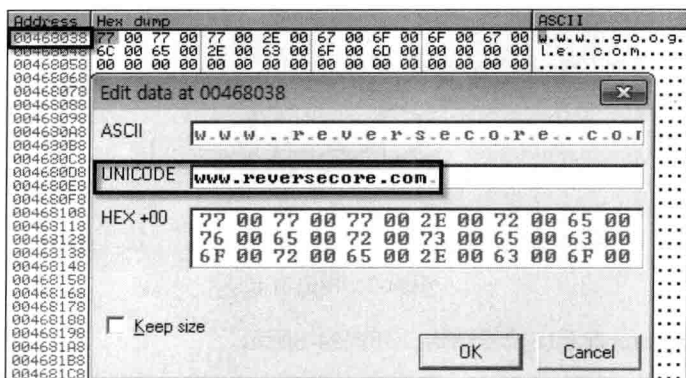 Address Hex dump ASCII
00468038 77 00 77 00 77 00 2E 00 67 00 6F 00 6F 00 67 00 w.w.w...g.o.o.g.
00468048 6C 00 65 00 2E 00 63 00 6F 00 6D 00 00 00 00 00 l.e...c.o.m.....
00468058 00 00 00 00 00 00 00 00 00 00 00 00 00 00 00 00 ................
00468068
00468078
00468088
00468098
004680A8
004680B8
004680C8
004680D8
004680E8
004680F8
00468108
00468118
00468128
00468138
00468148
00468158
00468168
00468178
00468188
00468198
004681A8
004681B8
004681C8
Edit data at 00468038
ASCII w.w.w...r.e.v.e.r.s.e.c.o.r.e...c.o.
UNICODE www.reversecore.com.
HEX +00 77 00 77 00 77 00 2E 00 72 00 65 00
76 00 65 00 72 00 73 00 65 00 63 00
6F 00 72 00 65 00 2E 00 63 00 6F 00
Keep size
OK Cancel